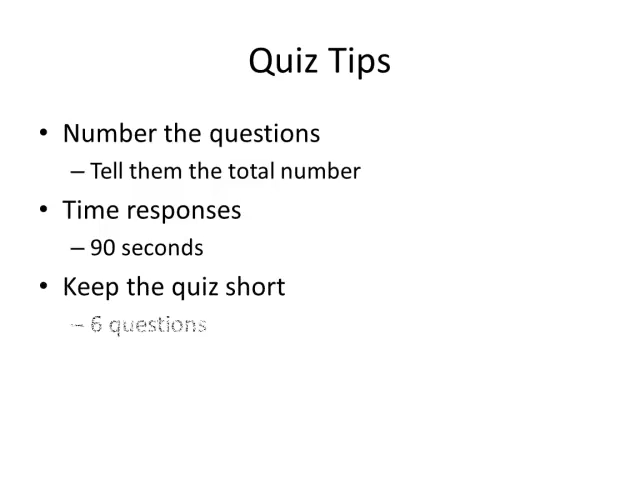 Quiz Tips
• Number the questions
– Tell them the total number
• Time responses
– 90 seconds
• Keep the quiz short
– 6 questions